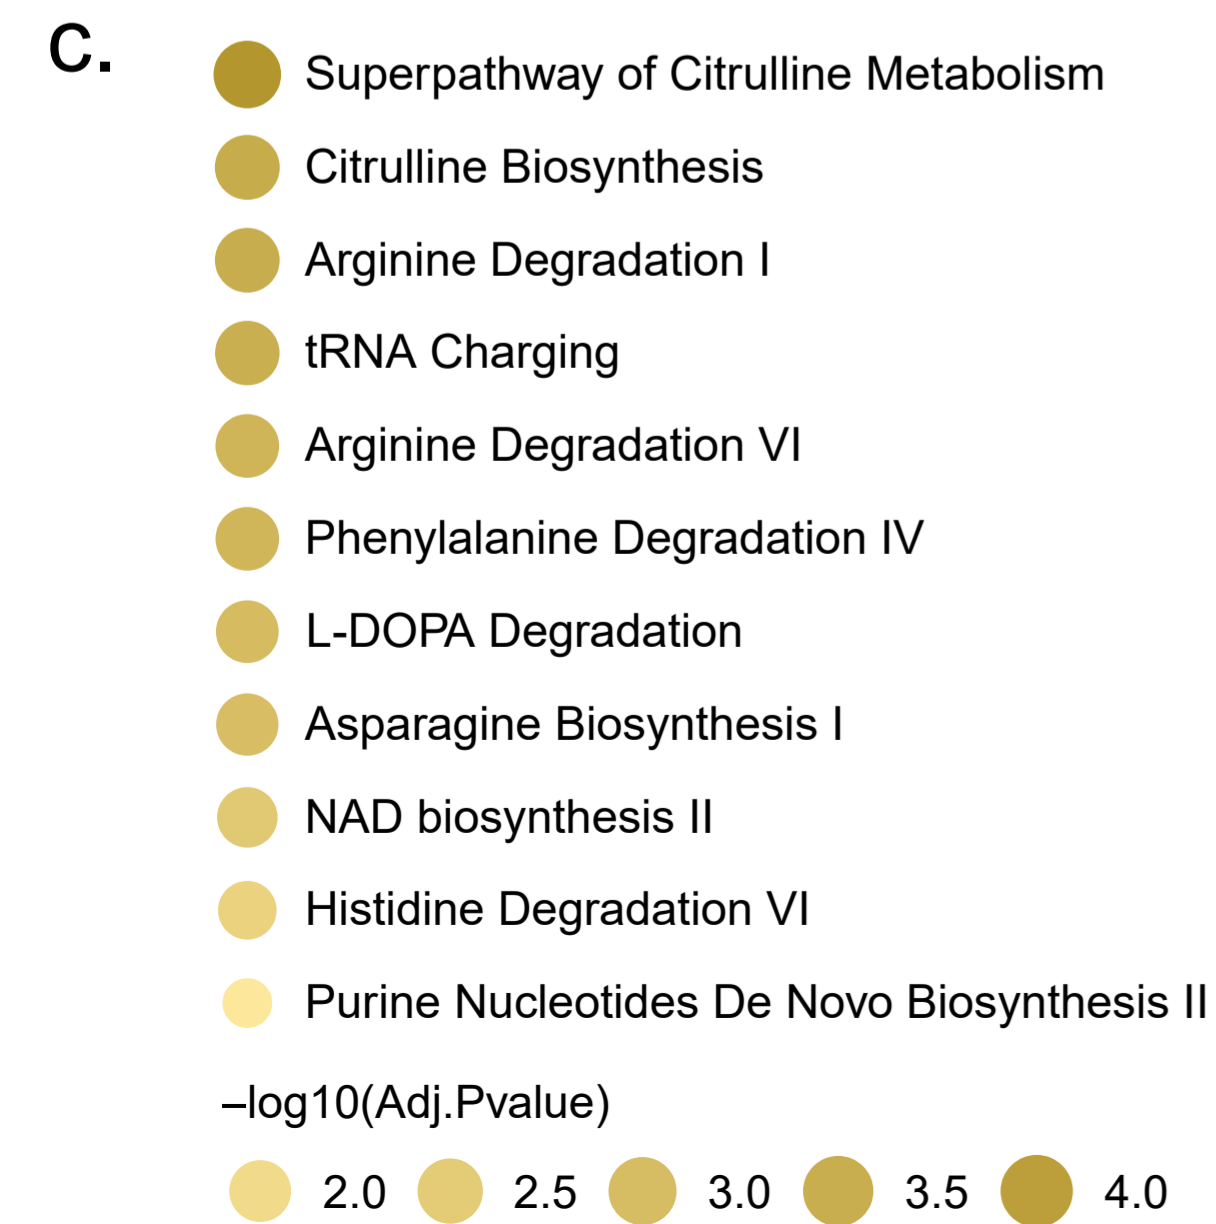 c.
Superpathway of Citrulline Metabolism
Citrulline Biosynthesis
Arginine Degradation I
tRNA Charging
Arginine Degradation VI
Phenylalanine Degradation IV
L-DOPA Degradation
Asparagine Biosynthesis I
NAD biosynthesis II
Histidine Degradation VI
Purine Nucleotides De Novo Biosynthesis II
–log10(Adj.Pvalue)
2.0 2.5 3.0 3.5 4.0